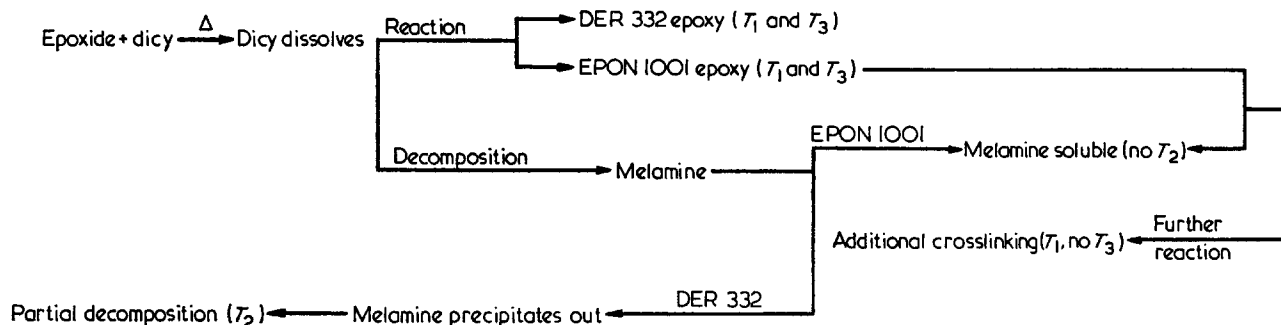 Reaction
DER 332 epoxy (T₁ and T₃)
Epoxide + dicy Δ Dicy dissolves
EPON 1001 epoxy (T₁ and T₃)
EPON 1001
Decomposition
Melamine
Melamine soluble (no T₂)
Additional crosslinking (T₁, no T₃)
Further
reaction
DER 332
Partial decomposition (T₂)
Melamine precipitates out